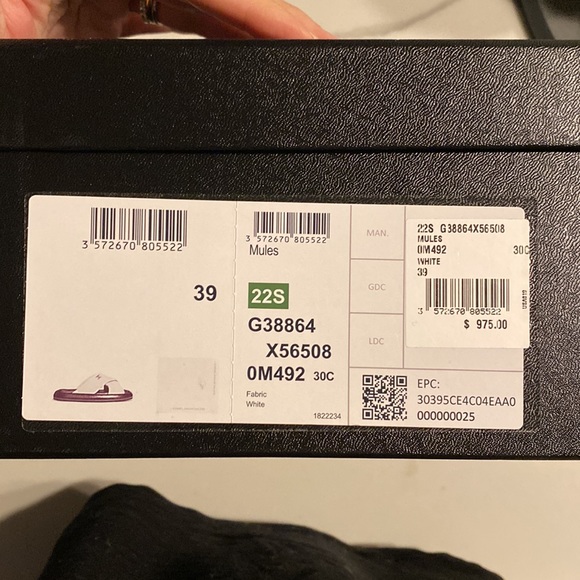 3 572670 805522
39
3 572670 805522
Mules
22S
G38864
X56508
0M492 30C
Fabric
White
1822234
MAN.
GDC
LDC
EPC:
30395CE4C04EAA0
000000025
22S G38864X56508
MULES
0M492 30C
WHITE
39
3 572670 805522
$ 975.00